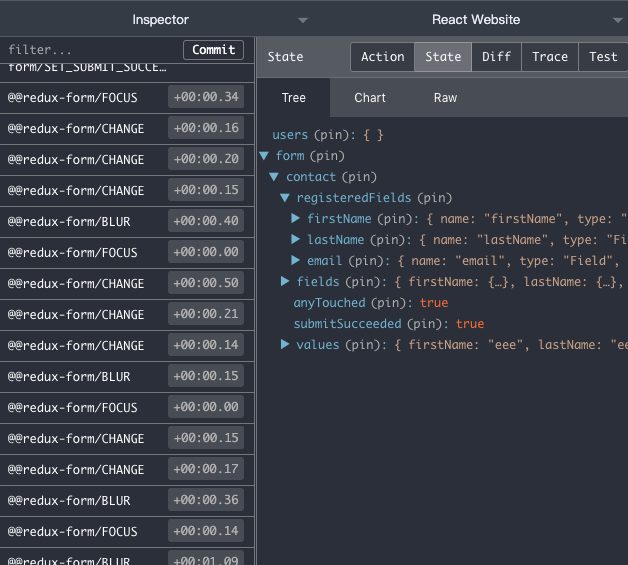 Inspector
React Website
filter...
Commit
form/SET_SUBMIT_SUCCE…
@@redux-form/FOCUS +00:00.34
@@redux-form/CHANGE +00:00.16
@@redux-form/CHANGE +00:00.20
@@redux-form/CHANGE +00:00.15
@@redux-form/BLUR +00:00.40
@@redux-form/FOCUS +00:00.00
@@redux-form/CHANGE +00:00.50
@@redux-form/CHANGE +00:00.21
@@redux-form/CHANGE +00:00.14
@@redux-form/BLUR +00:00.15
@@redux-form/FOCUS +00:00.00
@@redux-form/CHANGE +00:00.15
@@redux-form/CHANGE +00:00.17
@@redux-form/BLUR +00:00.36
@@redux-form/FOCUS +00:00.14
@@redux-form/BLUR +00:01.09
State
Action State Diff Trace Test
Tree Chart Raw
users (pin): { }
form (pin)
contact (pin)
registeredFields (pin)
firstName (pin): { name: "firstName", type: "
lastName (pin): { name: "lastName", type: "Fi
email (pin): { name: "email", type: "Field",
fields (pin): { firstName: {…}, lastName: {…},
anyTouched (pin): true
submitSucceeded (pin): true
values (pin): { firstName: "eee", lastName: "ee